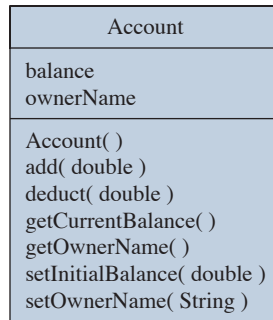 Account
balance
ownerName
Account( )
add( double )
deduct( double )
getCurrentBalance( )
getOwnerName( )
setInitialBalance( double )
setOwnerName( String )